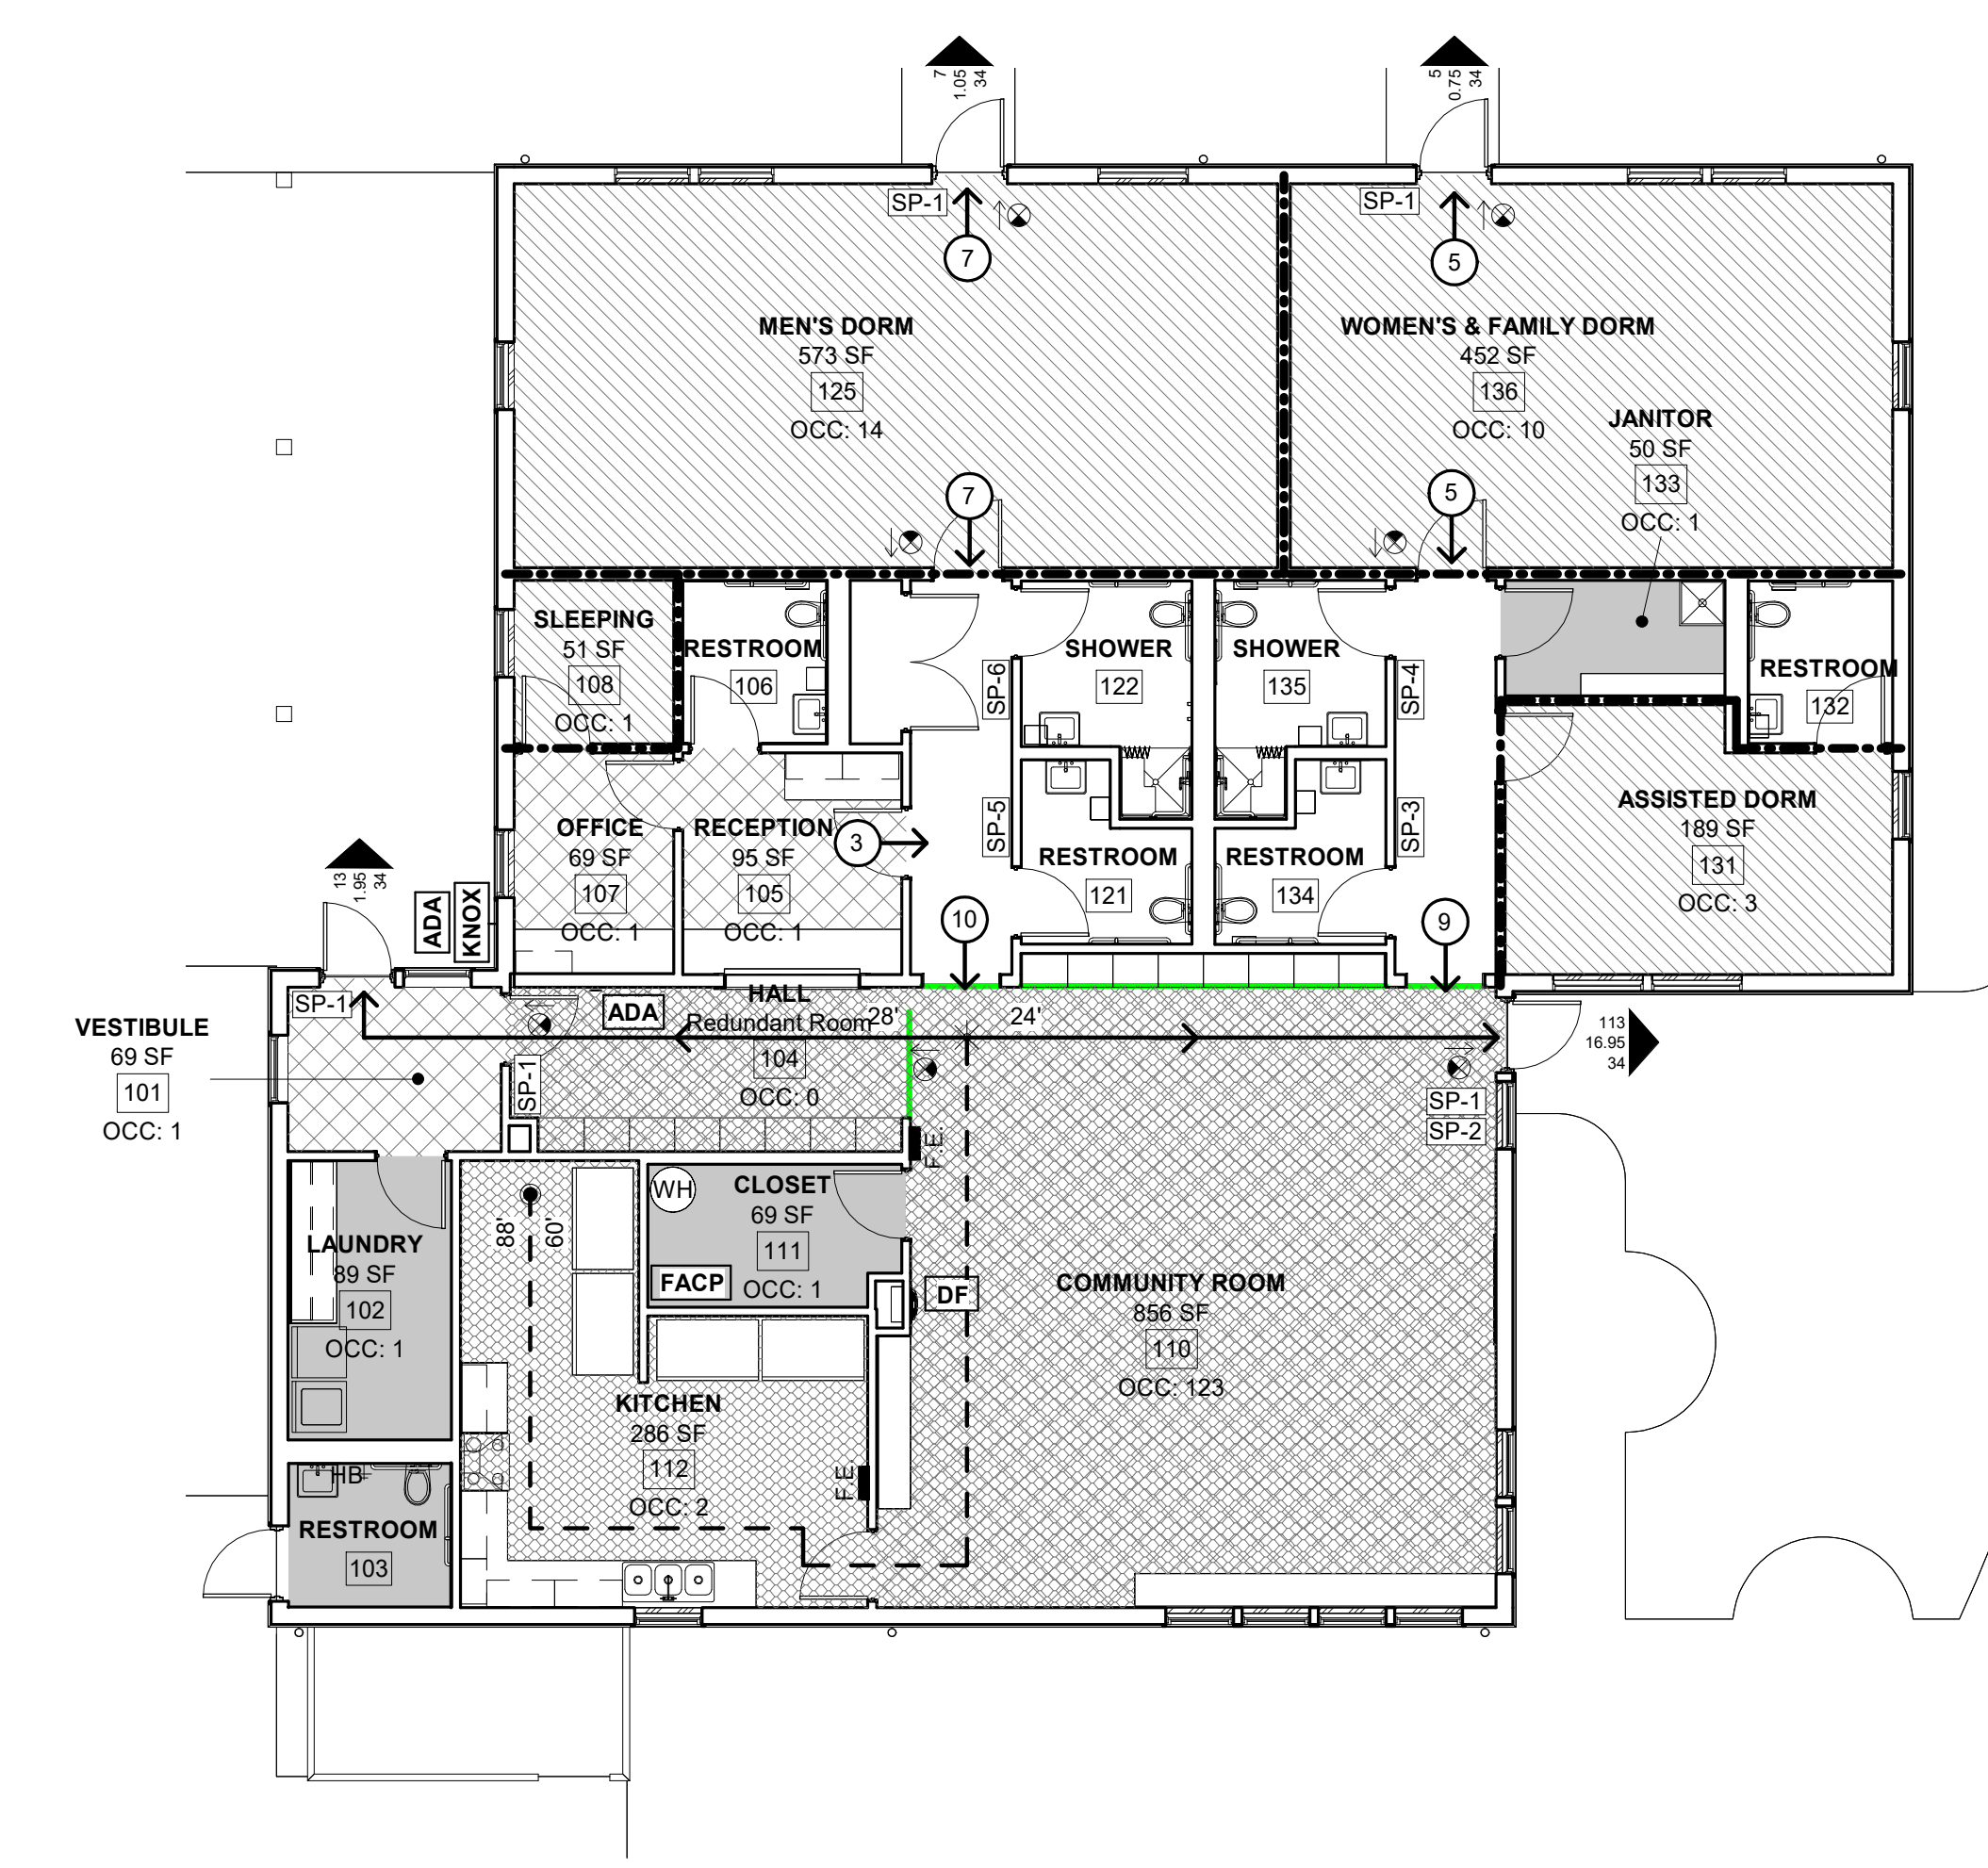 7
1.05
34
5
0.75
34
SP-1
SP-1
7
5
MEN'S DORM
573 SF
125
OCC: 14
WOMEN'S & FAMILY DORM
452 SF
136
OCC: 10
JANITOR
50 SF
133
OCC: 1
7
5
SLEEPING
51 SF
108
OCC: 1
RESTROOM
106
SP-6
SHOWER
122
SHOWER
135
SP-4
RESTROOM
132
OFFICE
69 SF
107
OCC: 1
RECEPTION
95 SF
105
OCC: 1
3
SP-5
RESTROOM
121
RESTROOM
134
SP-3
ASSISTED DORM
189 SF
131
OCC: 3
13
1.95
34
ADA
KNOX
10
9
SP-1
ADA
HALL
Redundant Room
104
OCC: 0
28'
24'
VESTIBULE
69 SF
101
OCC: 1
SP-1
113
16.95
34
SP-1
SP-2
F.E.
WH
CLOSET
69 SF
111
OCC: 1
FACP
DF
88'
60'
LAUNDRY
89 SF
102
OCC: 1
COMMUNITY ROOM
856 SF
110
OCC: 123
KITCHEN
286 SF
112
OCC: 2
F.E.
HB
RESTROOM
103